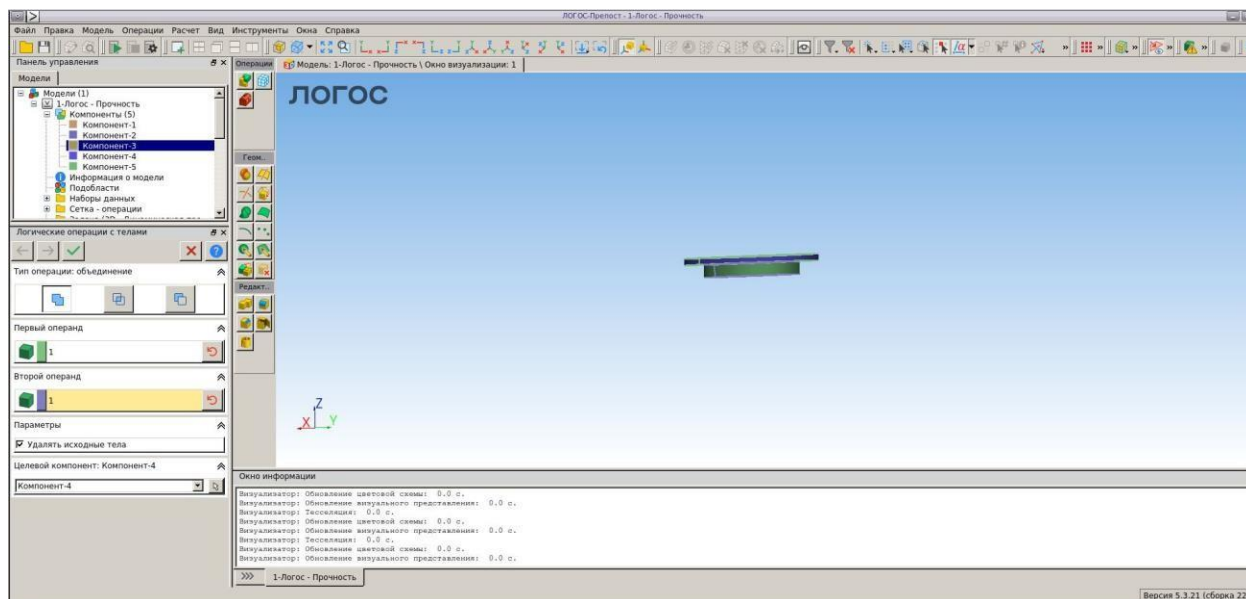 ЛОГОС-Препост - 1-Логос - Прочность
Файл Правка Модель Операции Расчет Вид Инструменты Окна Справка
Панель управления
Модели
Модели (1)
1-Логос - Прочность
Компоненты (5)
Компонент-1
Компонент-2
Компонент-3
Компонент-4
Компонент-5
Информация о модели
Подобласти
Наборы данных
Сетка - операции
Логические операции с телами
Тип операции: объединение
Первый операнд
1
Второй операнд
1
Параметры
Удалять исходные тела
Целевой компонент: Компонент-4
Компонент-4
Операции
Геом..
Редакт..
Модель: 1-Логос - Прочность \ Окно визуализации: 1
ЛОГОС
Z
X Y
Окно информации
Визуализатор: Обновление цветовой схемы: 0.0 с.
Визуализатор: Обновление визуального представления: 0.0 с.
Визуализатор: Тесселяция: 0.0 с.
Визуализатор: Обновление цветовой схемы: 0.0 с.
Визуализатор: Обновление визуального представления: 0.0 с.
Визуализатор: Тесселяция: 0.0 с.
Визуализатор: Обновление цветовой схемы: 0.0 с.
Визуализатор: Обновление визуального представления: 0.0 с.
1-Логос - Прочность
Версия 5.3.21 (сборка 22